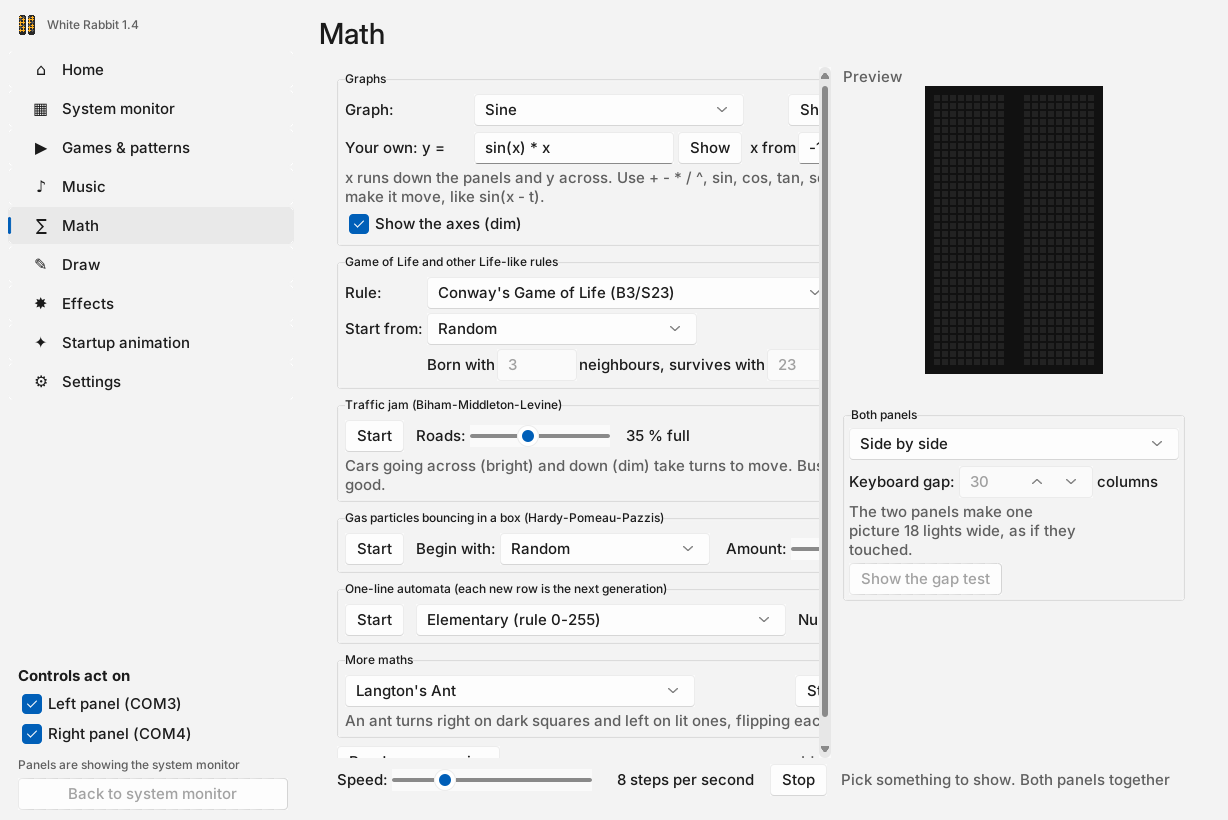 White Rabbit 1.4
Home
System monitor
Games & patterns
Music
Math
Draw
Effects
Startup animation
Settings
Controls act on
Left panel (COM3)
Right panel (COM4)
Panels are showing the system monitor
Back to system monitor
Math
Graphs
Graph: Sine
Your own: y = sin(x) * x Show x from
x runs down the panels and y across. Use + - * / ^, sin, cos, tan,
make it move, like sin(x - t).
Show the axes (dim)
Game of Life and other Life-like rules
Rule: Conway's Game of Life (B3/S23)
Start from: Random
Born with 3 neighbours, survives with 23
Traffic jam (Biham-Middleton-Levine)
Start Roads: 35 % full
Cars going across (bright) and down (dim) take turns to move.
good.
Gas particles bouncing in a box (Hardy-Pomeau-Pazzis)
Start Begin with: Random Amount:
One-line automata (each new row is the next generation)
Start Elementary (rule 0-255)
More maths
Langton's Ant
An ant turns right on dark squares and left on lit ones, flipping
Speed: 8 steps per second Stop Pick something to show. Both panels together
Preview
Both panels
Side by side
Keyboard gap: 30 columns
The two panels make one
picture 18 lights wide, as if they
touched.
Show the gap test